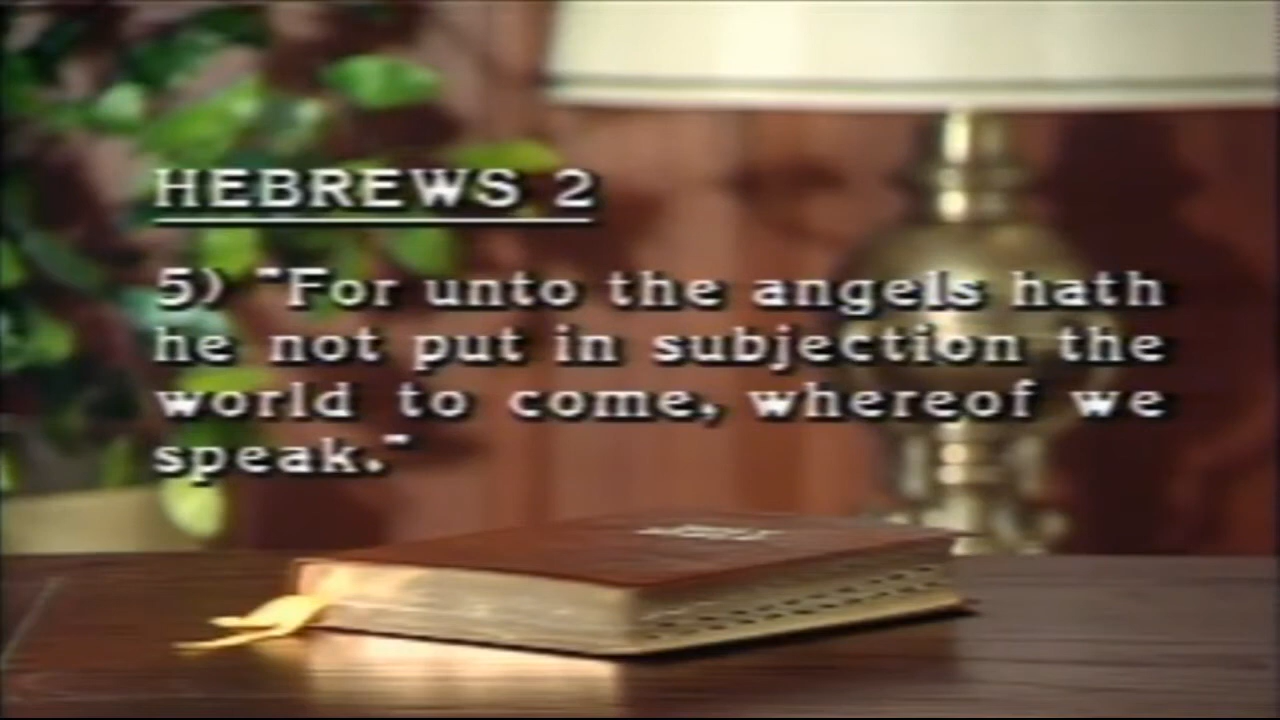 HEBREWS 2
5) "For unto the angels hath
he not put in subjection the
world to come, whereof we
speak."